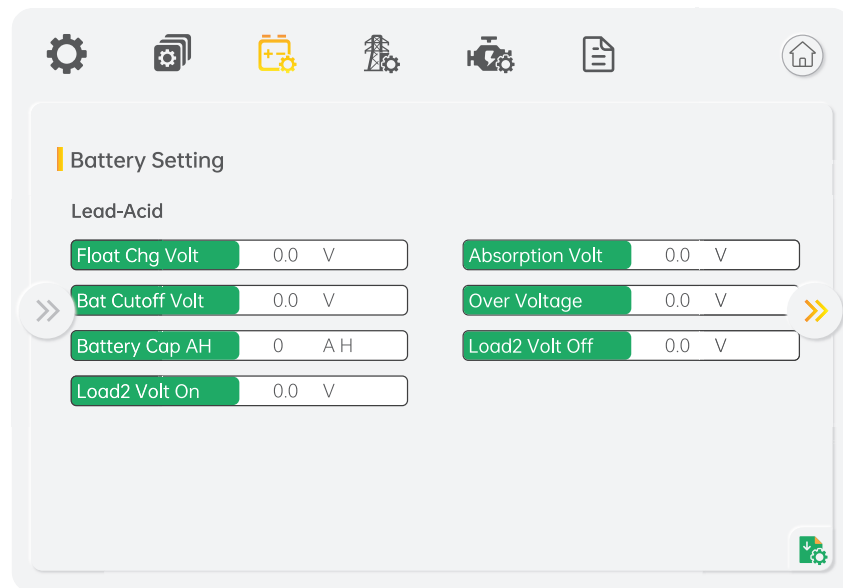 Battery Setting
Lead-Acid
Float Chg Volt 0.0 V
Absorption Volt 0.0 V
Bat Cutoff Volt 0.0 V
Over Voltage 0.0 V
Battery Cap AH 0 AH
Load2 Volt Off 0.0 V
Load2 Volt On 0.0 V